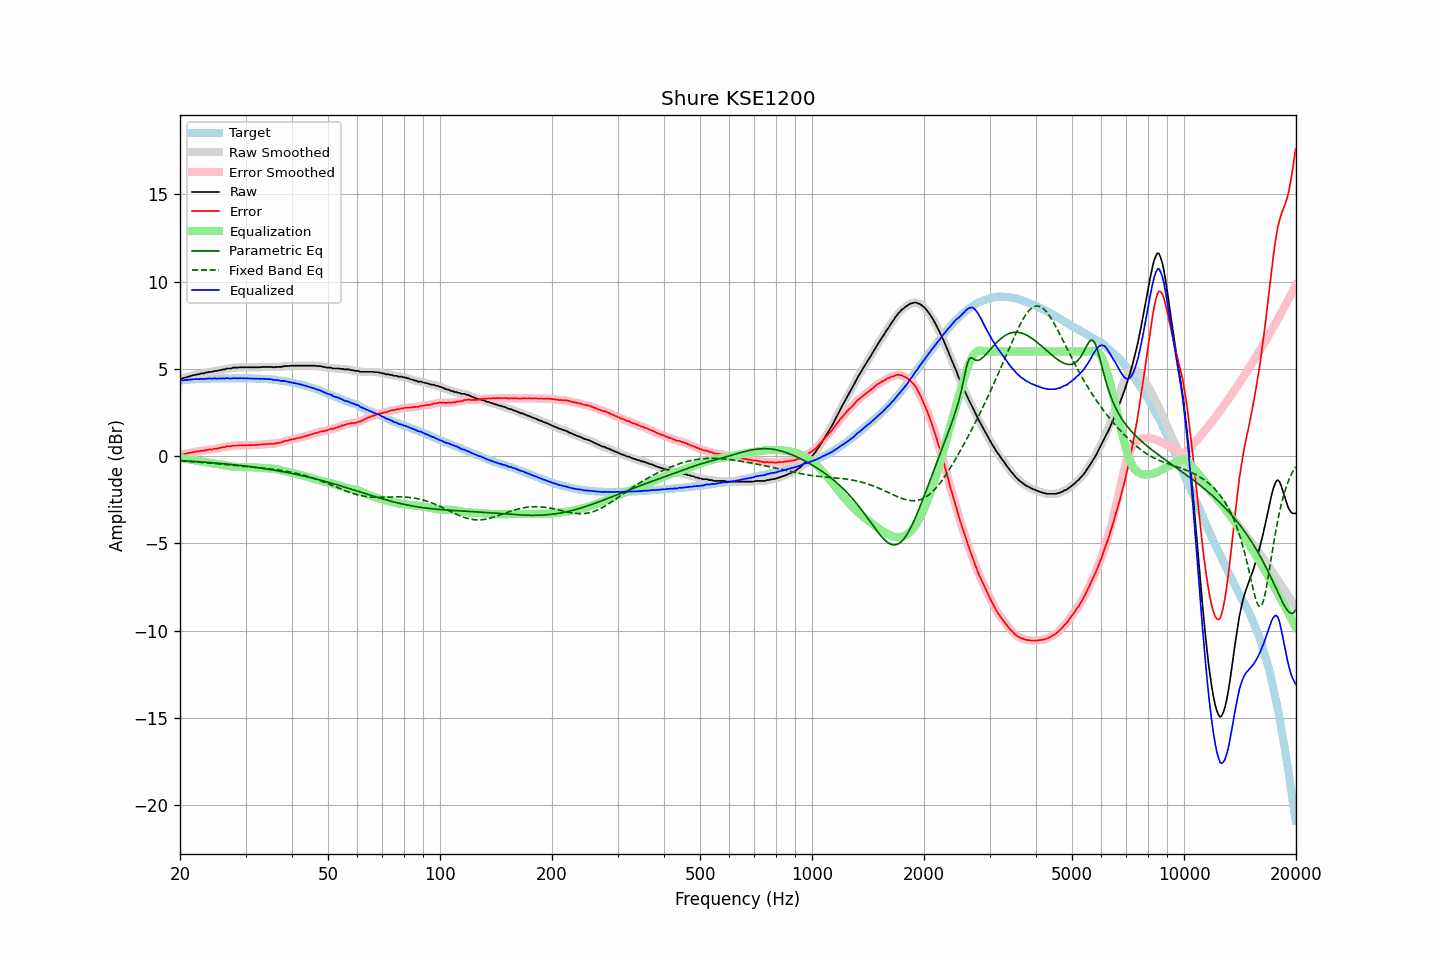 Shure KSE1200
Target
Raw Smoothed
Error Smoothed
Raw
Error
Equalization
Parametric Eq
Fixed Band Eq
Equalized
Amplitude (dBr)
15
10
5
0
−5
−10
−15
−20
20 50 100 200 500 1000 2000 5000 10000 20000
Frequency (Hz)